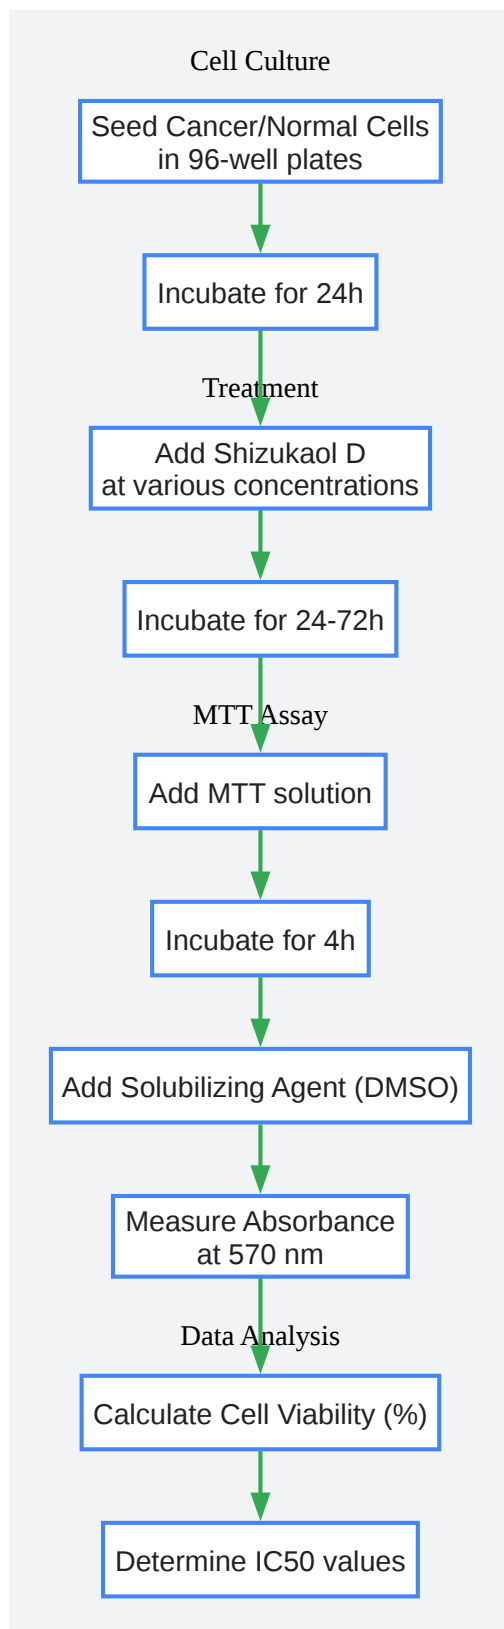 Cell Culture
Seed Cancer/Normal Cells
in 96-well plates
Incubate for 24h
Treatment
Add Shizukaol D
at various concentrations
Incubate for 24-72h
MTT Assay
Add MTT solution
Incubate for 4h
Add Solubilizing Agent (DMSO)
Measure Absorbance
at 570 nm
Data Analysis
Calculate Cell Viability (%)
Determine IC50 values